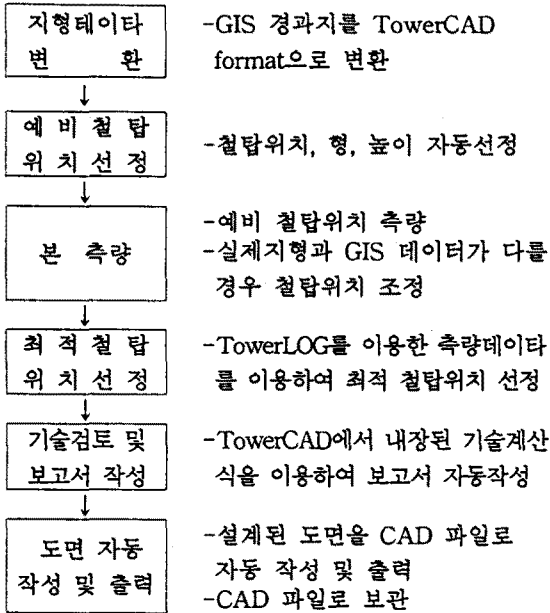 지형테이타
변 환
-GIS 경과지를 TowerCAD
format으로 변환
예 비 철 탑
위 치 선 정
-철탑위치, 형, 높이 자동선정
본 측량
-예비 철탑위치 측량
-실제지형과 GIS 데이터가 다를
경우 철탑위치 조정
최 적 철 탑
위 치 선 정
-TowerLOG를 이용한 측량데이타
를 이용하여 최적 철탑위치 선정
기술검토 및
보고서 작성
-TowerCAD에서 내장된 기술계산
식을 이용하여 보고서 자동작성
도면 자동
작성 및 출력
-설계된 도면을 CAD 파일로
자동 작성 및 출력
-CAD 파일로 보관